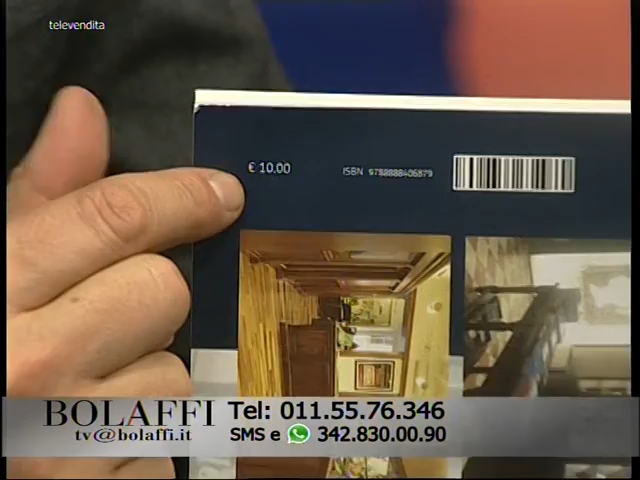 televendita
€ 10.00
ISBN 9788888406879
BOLAFFI
tv@bolaffi.it
Tel: 011.55.76.346
SMS e 342.830.00.90